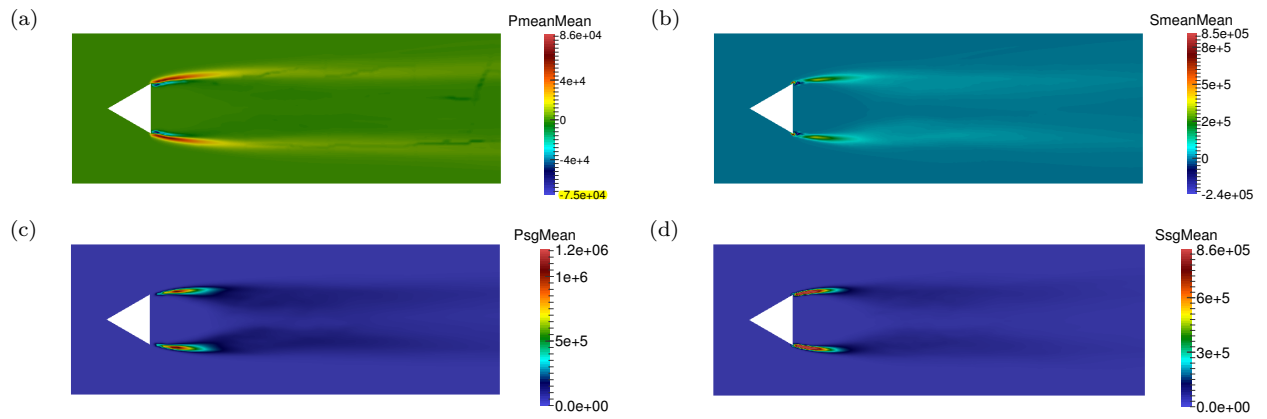 (a)
PmeanMean
8.6e+04
4e+4
0
-4e+4
-7.5e+04
(b)
SmeanMean
8.5e+05
8e+5
5e+5
2e+5
0
-2.4e+05
(c)
PsgMean
1.2e+06
1e+6
5e+5
0.0e+00
(d)
SsgMean
8.6e+05
6e+5
3e+5
0.0e+00